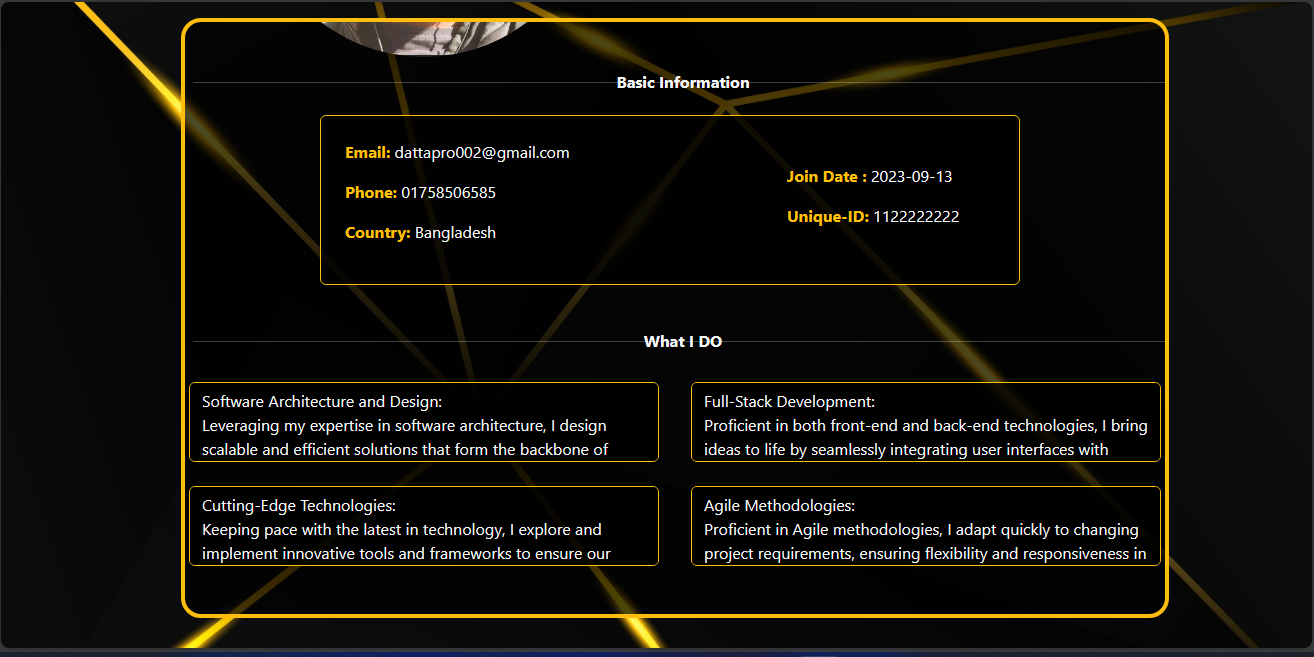 Basic Information
Email: dattapro002@gmail.com
Phone: 01758506585
Country: Bangladesh
Join Date : 2023-09-13
Unique-ID: 1122222222
What I DO
Software Architecture and Design:
Leveraging my expertise in software architecture, I design
scalable and efficient solutions that form the backbone of
Full-Stack Development:
Proficient in both front-end and back-end technologies, I bring
ideas to life by seamlessly integrating user interfaces with
Cutting-Edge Technologies:
Keeping pace with the latest in technology, I explore and
implement innovative tools and frameworks to ensure our
Agile Methodologies:
Proficient in Agile methodologies, I adapt quickly to changing
project requirements, ensuring flexibility and responsiveness in